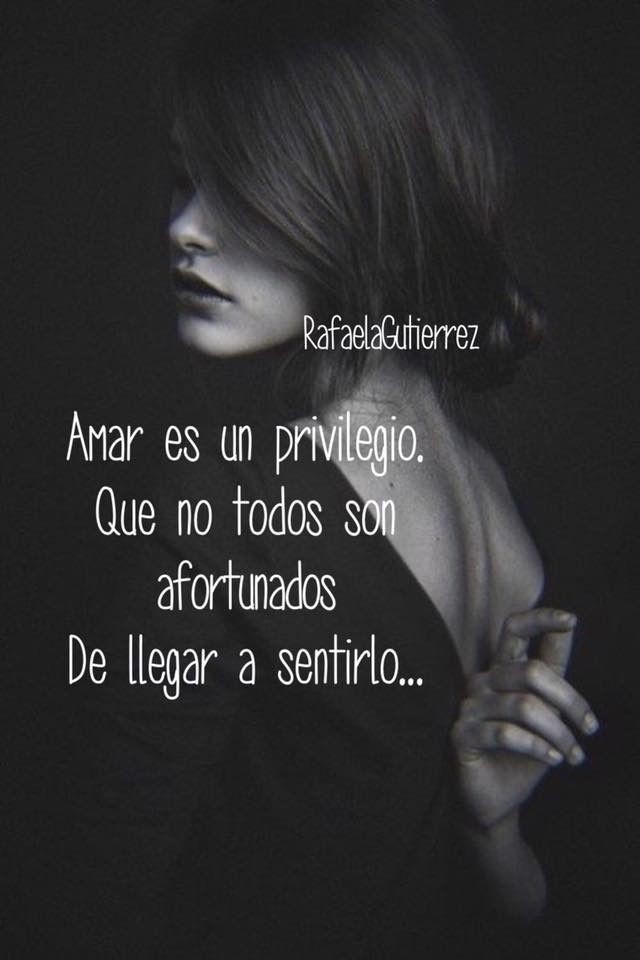 RafaelaGutierrez
Amar es un privilegio.
Que no todos son
afortunados
De llegar a sentirlo...